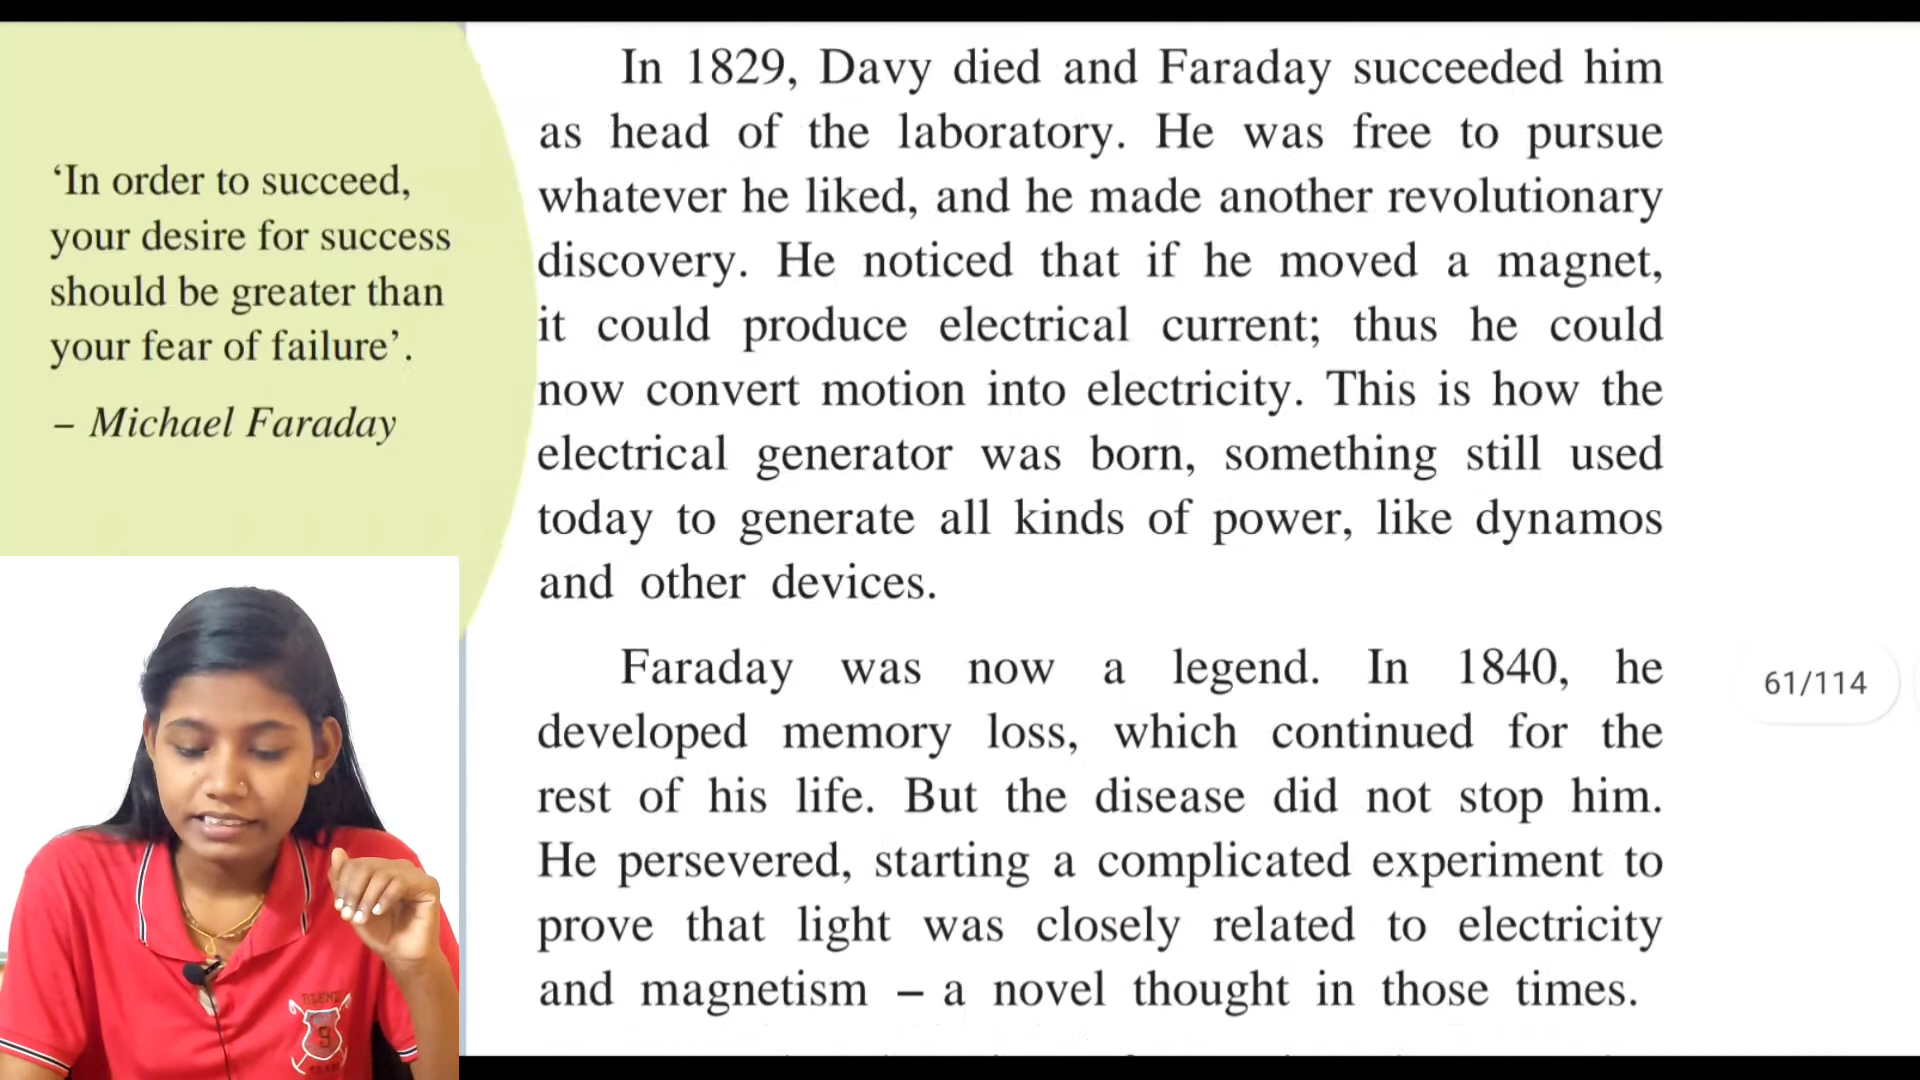 ‘In order to succeed,
your desire for success
should be greater than
your fear of failure’.
– Michael Faraday
In 1829, Davy died and Faraday succeeded him
as head of the laboratory. He was free to pursue
whatever he liked, and he made another revolutionary
discovery. He noticed that if he moved a magnet,
it could produce electrical current; thus he could
now convert motion into electricity. This is how the
electrical generator was born, something still used
today to generate all kinds of power, like dynamos
and other devices.
Faraday was now a legend. In 1840, he
developed memory loss, which continued for the
rest of his life. But the disease did not stop him.
He persevered, starting a complicated experiment to
prove that light was closely related to electricity
and magnetism – a novel thought in those times.
61/114
9